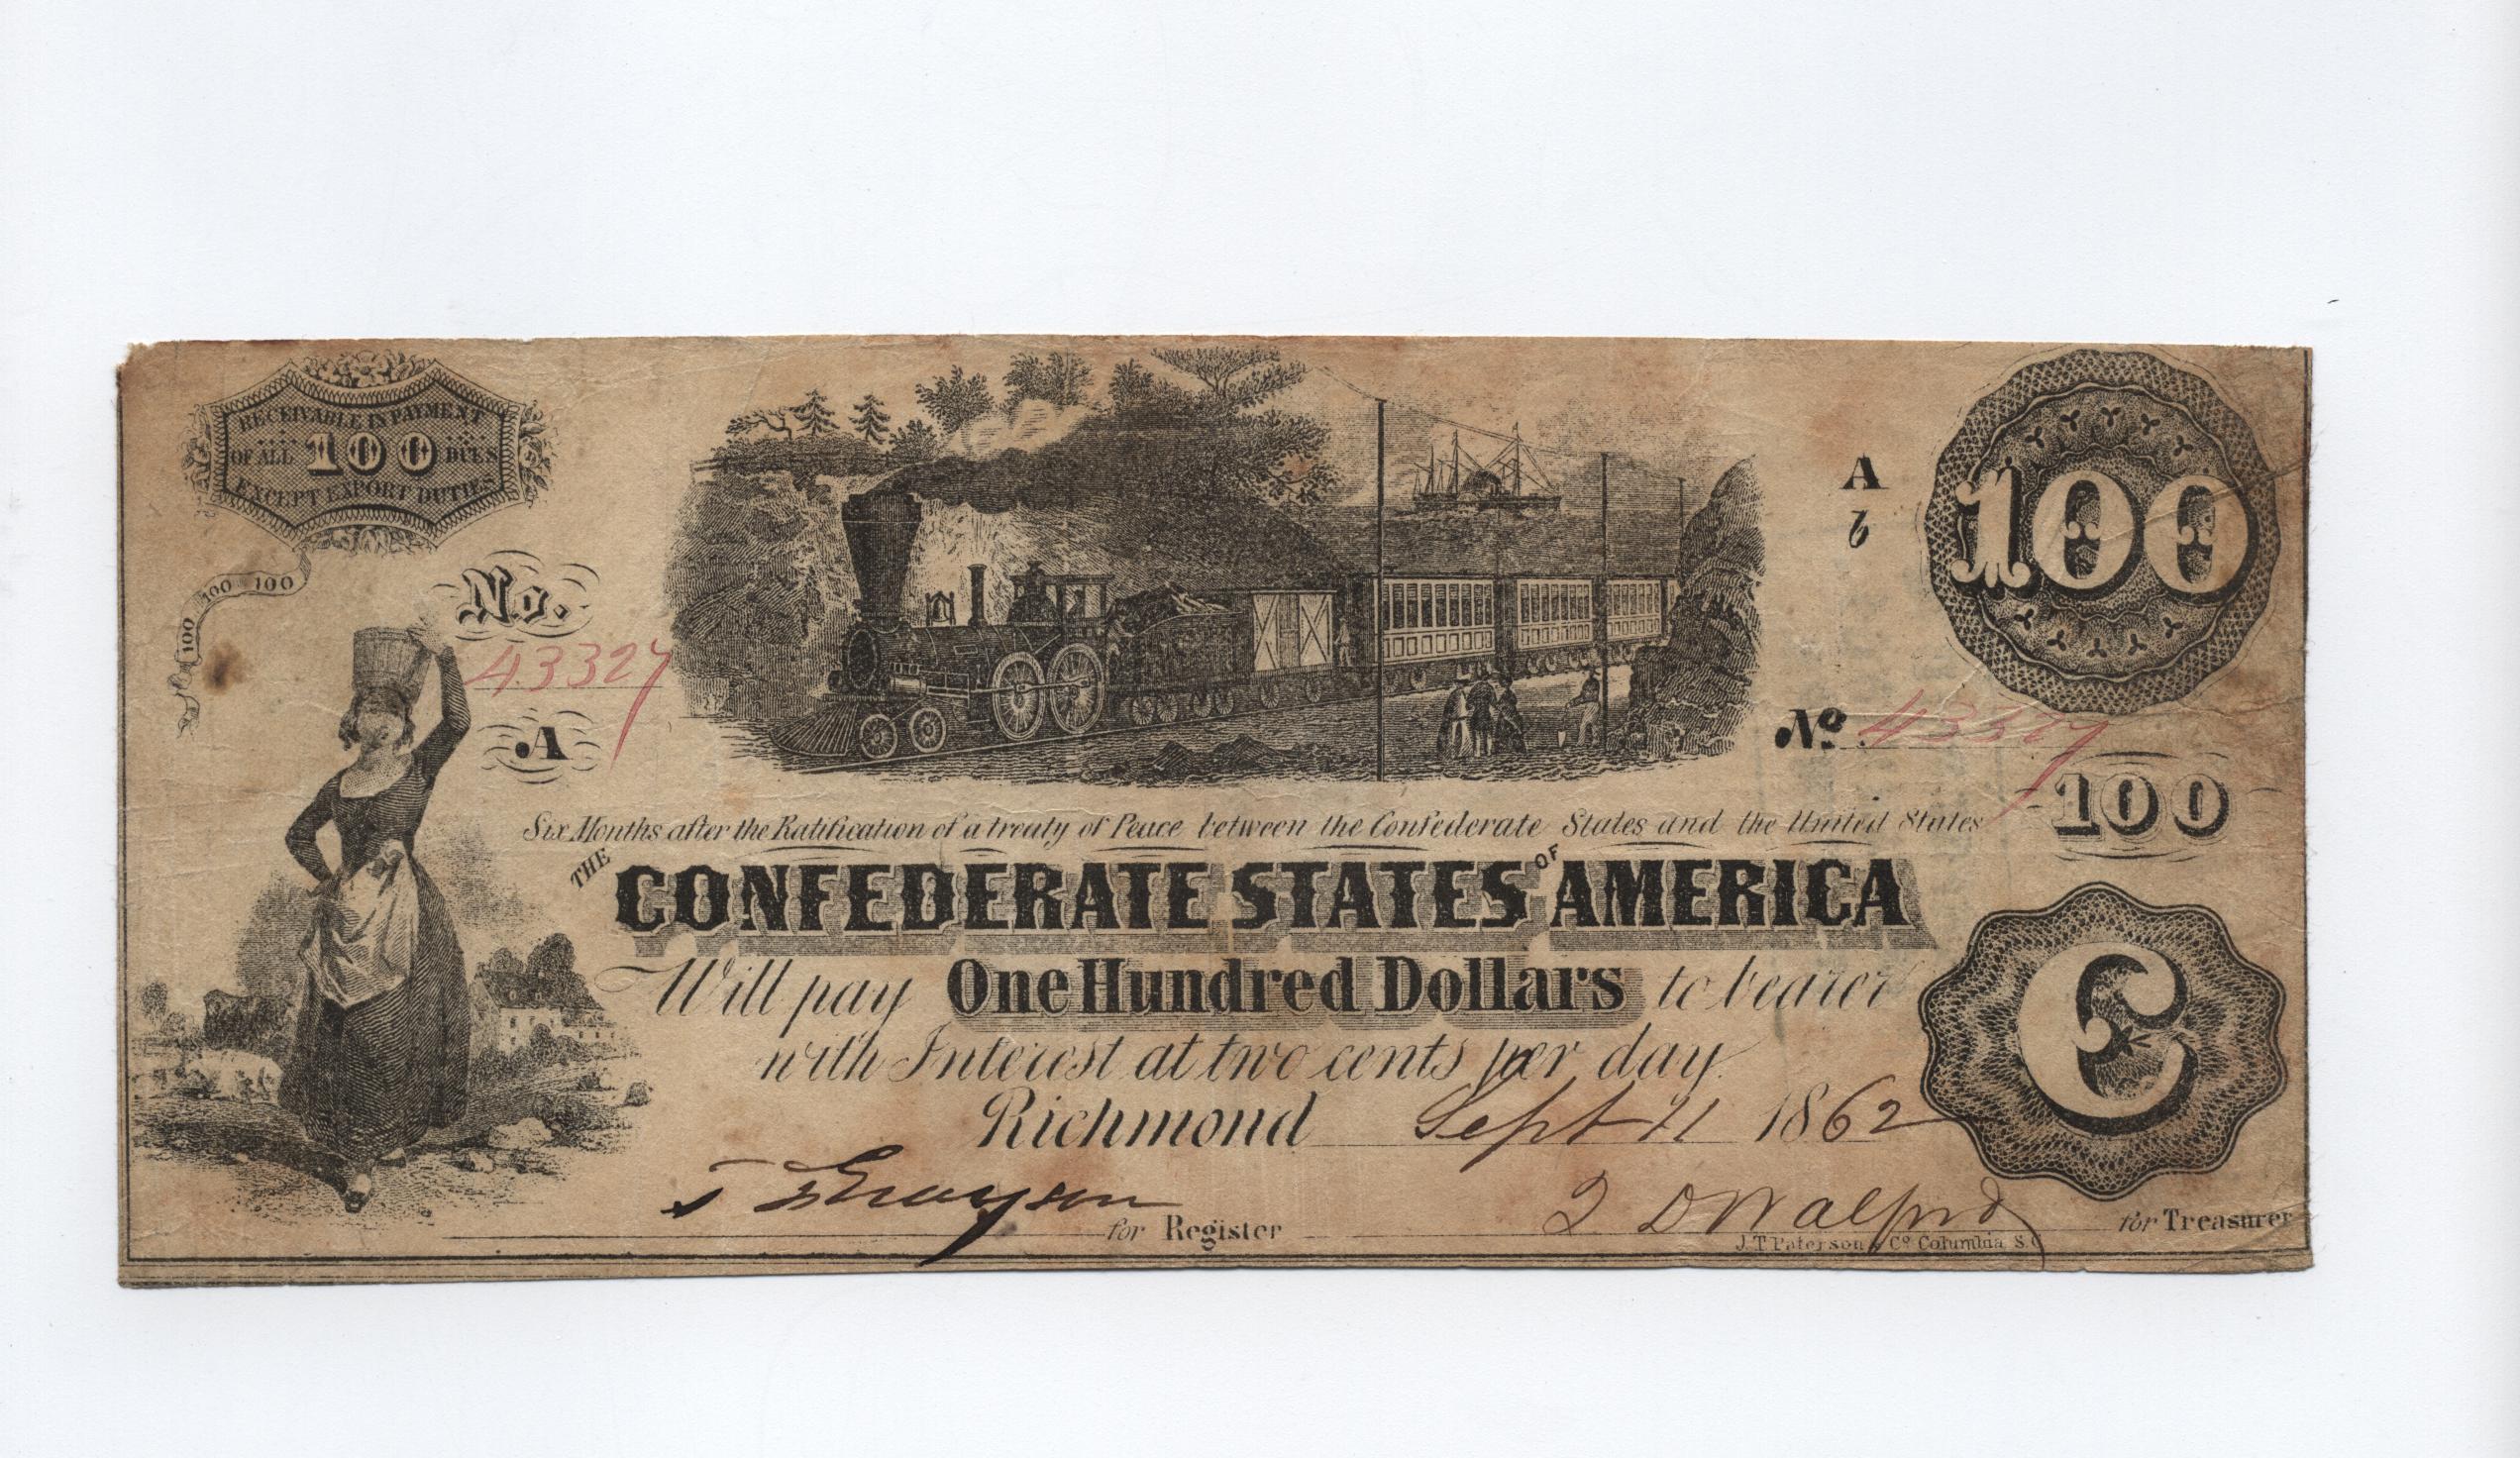 RECEIVABLE IN PAYMENT
OF ALL 100 DUES
EXCEPT EXPORT DUTIES
100 100 100
No.
43327
A
A
b
100
No. 43327
100
Six Months after the Ratification of a treaty of Peace between the Confederate States and the United States
THE CONFEDERATE STATES OF AMERICA
Will pay One Hundred Dollars to bearer
with Interest at two cents per day.
Richmond Sept 11 1862
C
for Register
for Treasurer
J.T. Paterson & Co. Columbia, S.C